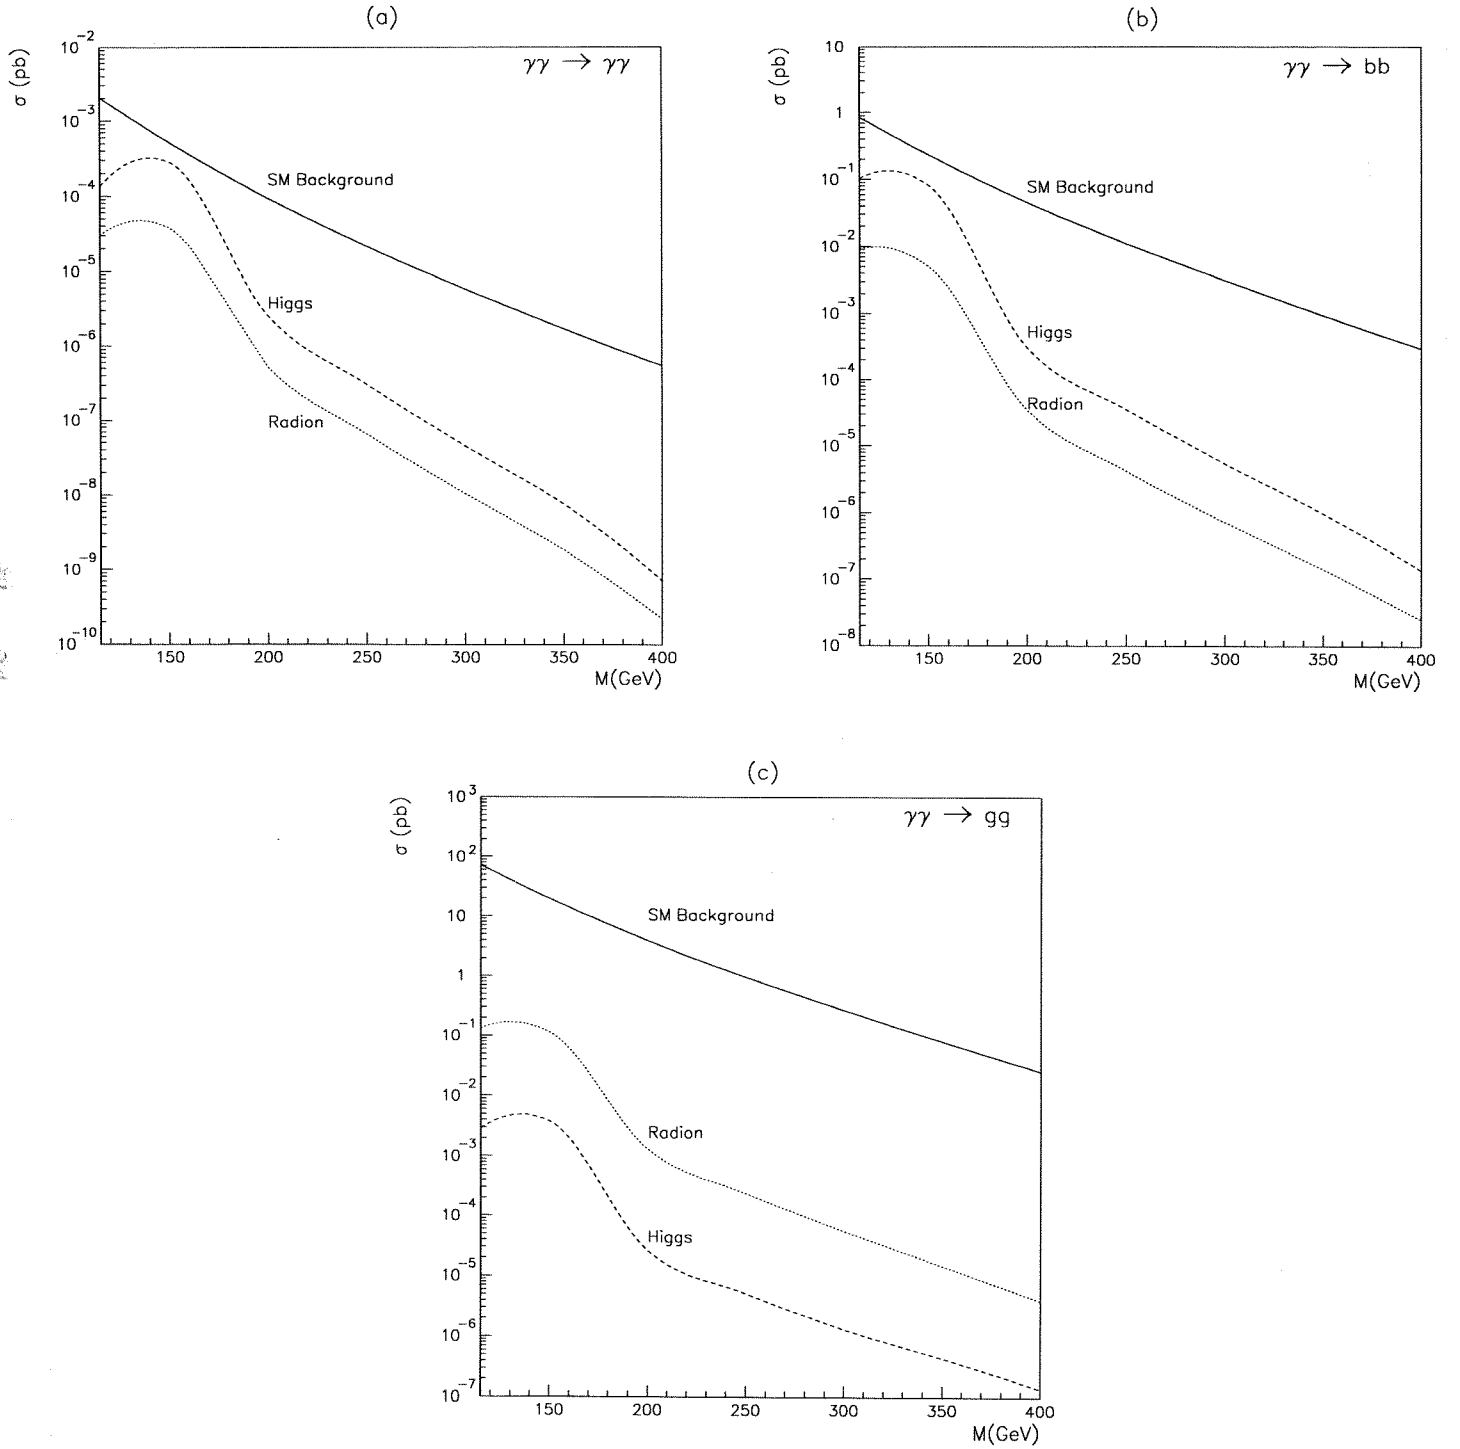 (a)
σ (pb)
γγ → γγ
10^-2
10^-3
10^-4
10^-5
10^-6
10^-7
10^-8
10^-9
10^-10
SM Background
Higgs
Radion
150 200 250 300 350 400
M(GeV)
(b)
σ (pb)
γγ → bb
10
1
10^-1
10^-2
10^-3
10^-4
10^-5
10^-6
10^-7
10^-8
SM Background
Higgs
Radion
150 200 250 300 350 400
M(GeV)
(c)
σ (pb)
γγ → gg
10^3
10^2
10
1
10^-1
10^-2
10^-3
10^-4
10^-5
10^-6
10^-7
SM Background
Radion
Higgs
150 200 250 300 350 400
M(GeV)